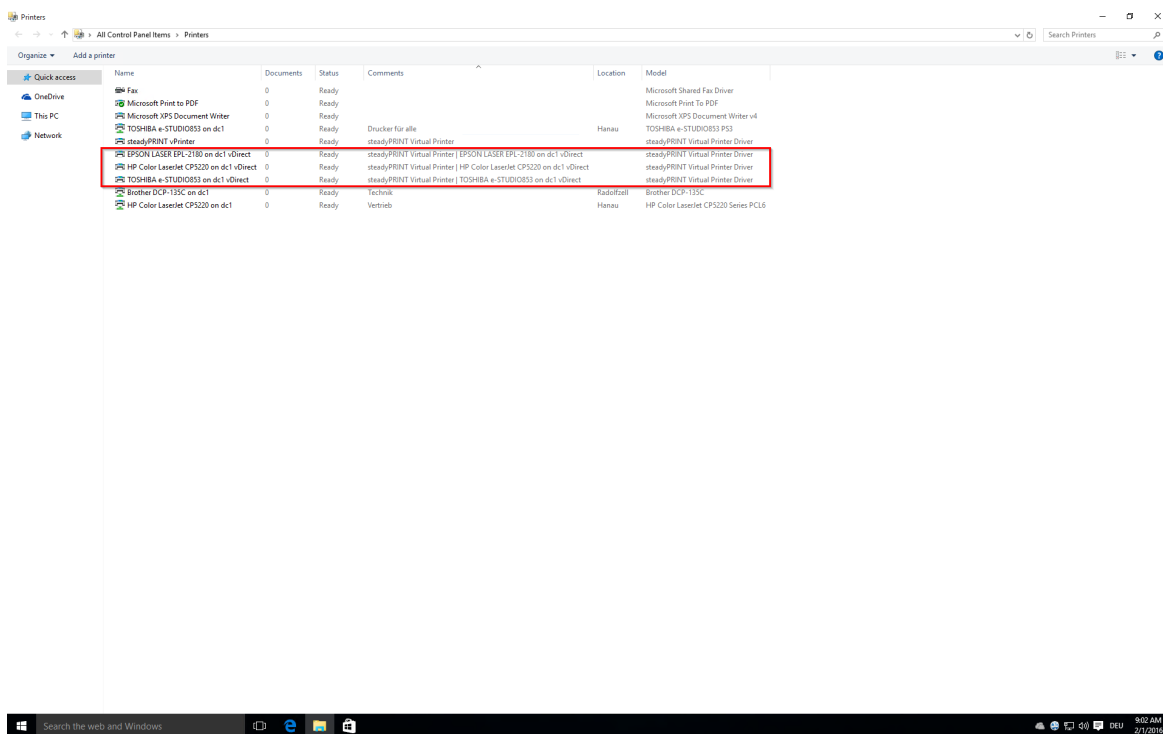 Printers
All Control Panel Items > Printers Search Printers
Organize Add a printer
Quick access
OneDrive
This PC
Network
Name Documents Status Comments Location Model
Fax 0 Ready Microsoft Shared Fax Driver
Microsoft Print to PDF 0 Ready Microsoft Print To PDF
Microsoft XPS Document Writer 0 Ready Microsoft XPS Document Writer v4
TOSHIBA e-STUDIO853 on dc1 0 Ready Drucker für alle Hanau TOSHIBA e-STUDIO853 PS3
steadyPRINT vPrinter 0 Ready steadyPRINT Virtual Printer steadyPRINT Virtual Printer Driver
EPSON LASER EPL-2180 on dc1 vDirect 0 Ready steadyPRINT Virtual Printer | EPSON LASER EPL-2180 on dc1 vDirect steadyPRINT Virtual Printer Driver
HP Color LaserJet CP5220 on dc1 vDirect 0 Ready steadyPRINT Virtual Printer | HP Color LaserJet CP5220 on dc1 vDirect steadyPRINT Virtual Printer Driver
TOSHIBA e-STUDIO853 on dc1 vDirect 0 Ready steadyPRINT Virtual Printer | TOSHIBA e-STUDIO853 on dc1 vDirect steadyPRINT Virtual Printer Driver
Brother DCP-135C on dc1 0 Ready Technik Radolfzell Brother DCP-135C
HP Color LaserJet CP5220 on dc1 0 Ready Vertrieb Hanau HP Color LaserJet CP5220 Series PCL6
Search the web and Windows DEU 9:02 AM
2/1/2016